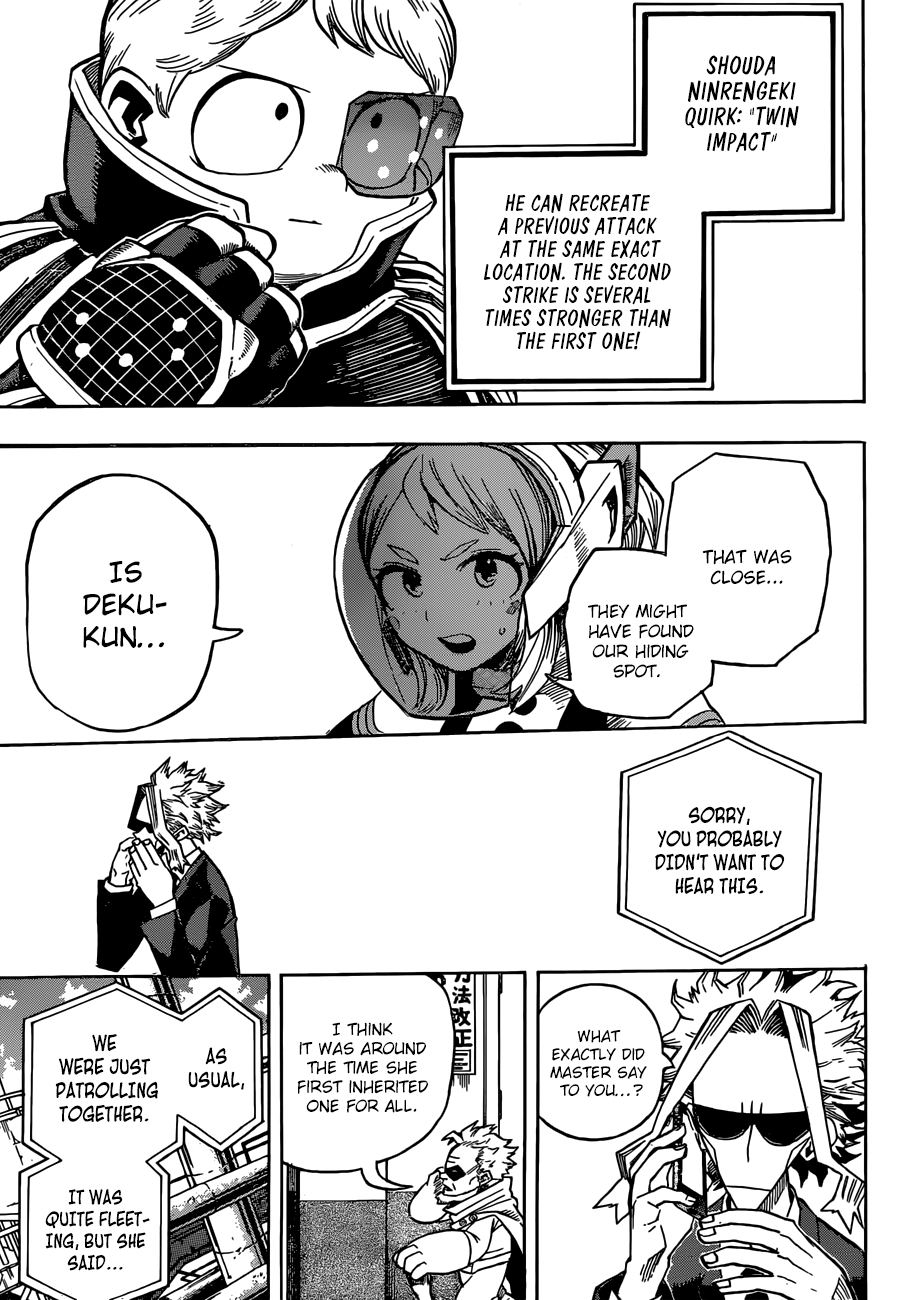 SHOUDA
NINRENGEKI
QUIRK: "TWIN
IMPACT"
HE CAN RECREATE
A PREVIOUS ATTACK
AT THE SAME EXACT
LOCATION. THE SECOND
STRIKE IS SEVERAL
TIMES STRONGER THAN
THE FIRST ONE!
THAT WAS
CLOSE...
THEY MIGHT
HAVE FOUND
OUR HIDING
SPOT.
IS
DEKU-
KUN...
SORRY,
YOU PROBABLY
DIDN'T WANT TO
HEAR THIS.
WHAT
EXACTLY DID
MASTER SAY
TO YOU...?
I THINK
IT WAS AROUND
THE TIME SHE
FIRST INHERITED
ONE FOR ALL.
方法改正
AS
USUAL,
WE
WERE JUST
PATROLLING
TOGETHER.
IT WAS
QUITE FLEET-
ING, BUT SHE
SAID...